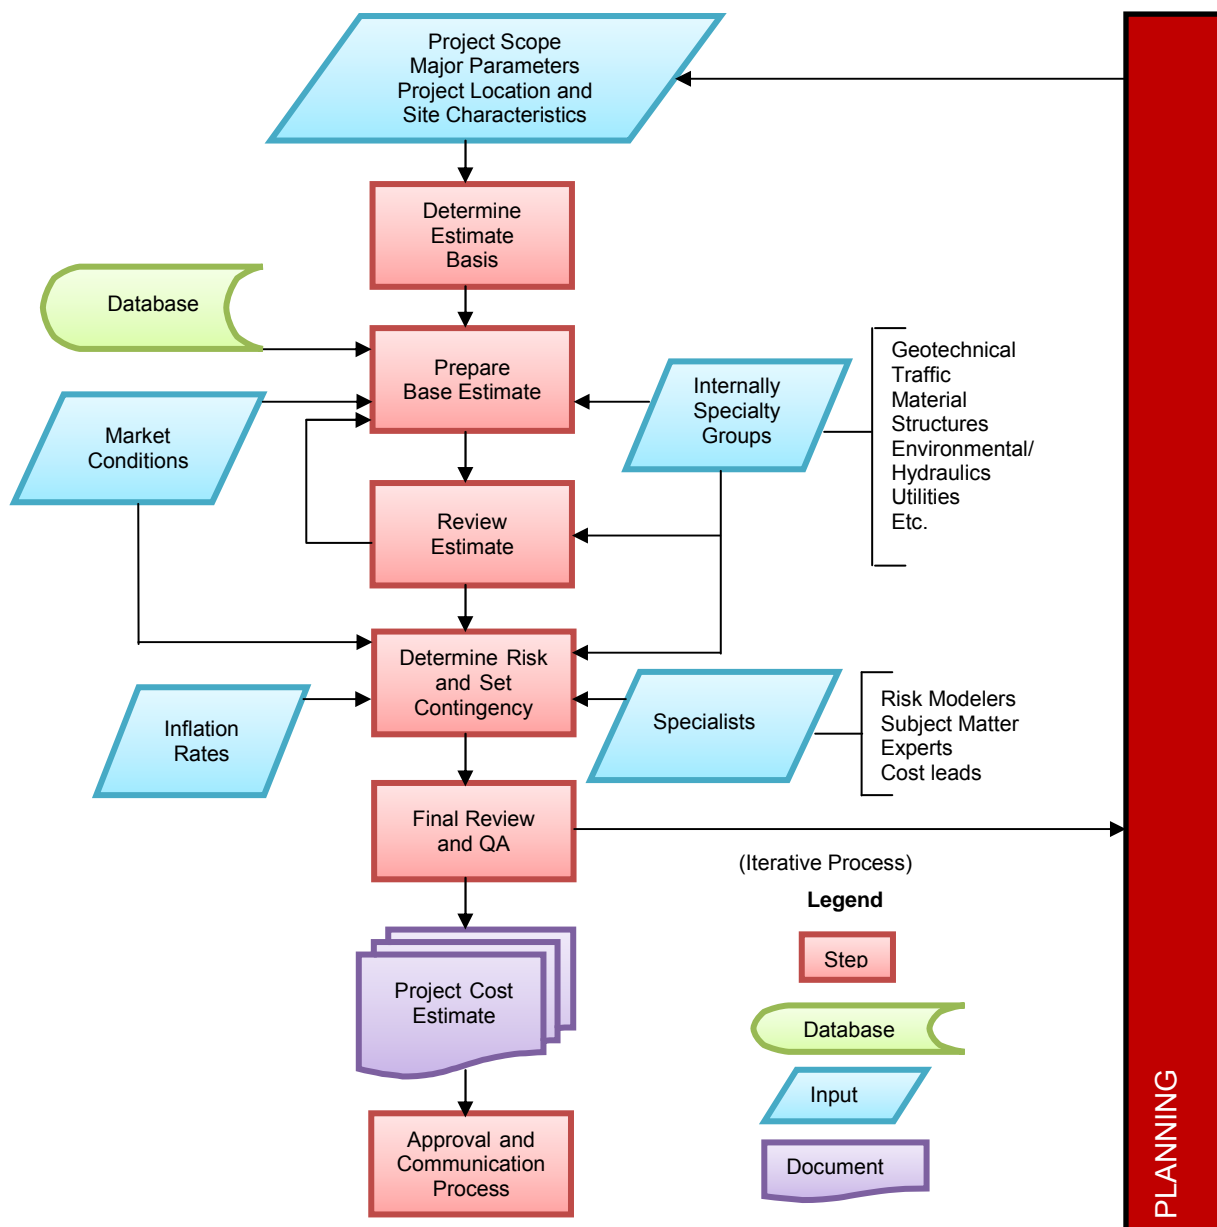 Project Scope
Major Parameters
Project Location and
Site Characteristics
Determine
Estimate
Basis
Database
Prepare
Base Estimate
Internally
Specialty
Groups
Geotechnical
Traffic
Material
Structures
Environmental/
Hydraulics
Utilities
Etc.
Market
Conditions
Review
Estimate
Determine Risk
and Set
Contingency
Inflation
Rates
Specialists
Risk Modelers
Subject Matter
Experts
Cost leads
Final Review
and QA
(Iterative Process)
Legend
Step
Project Cost
Estimate
Database
Input
Approval and
Communication
Process
Document
PLANNING